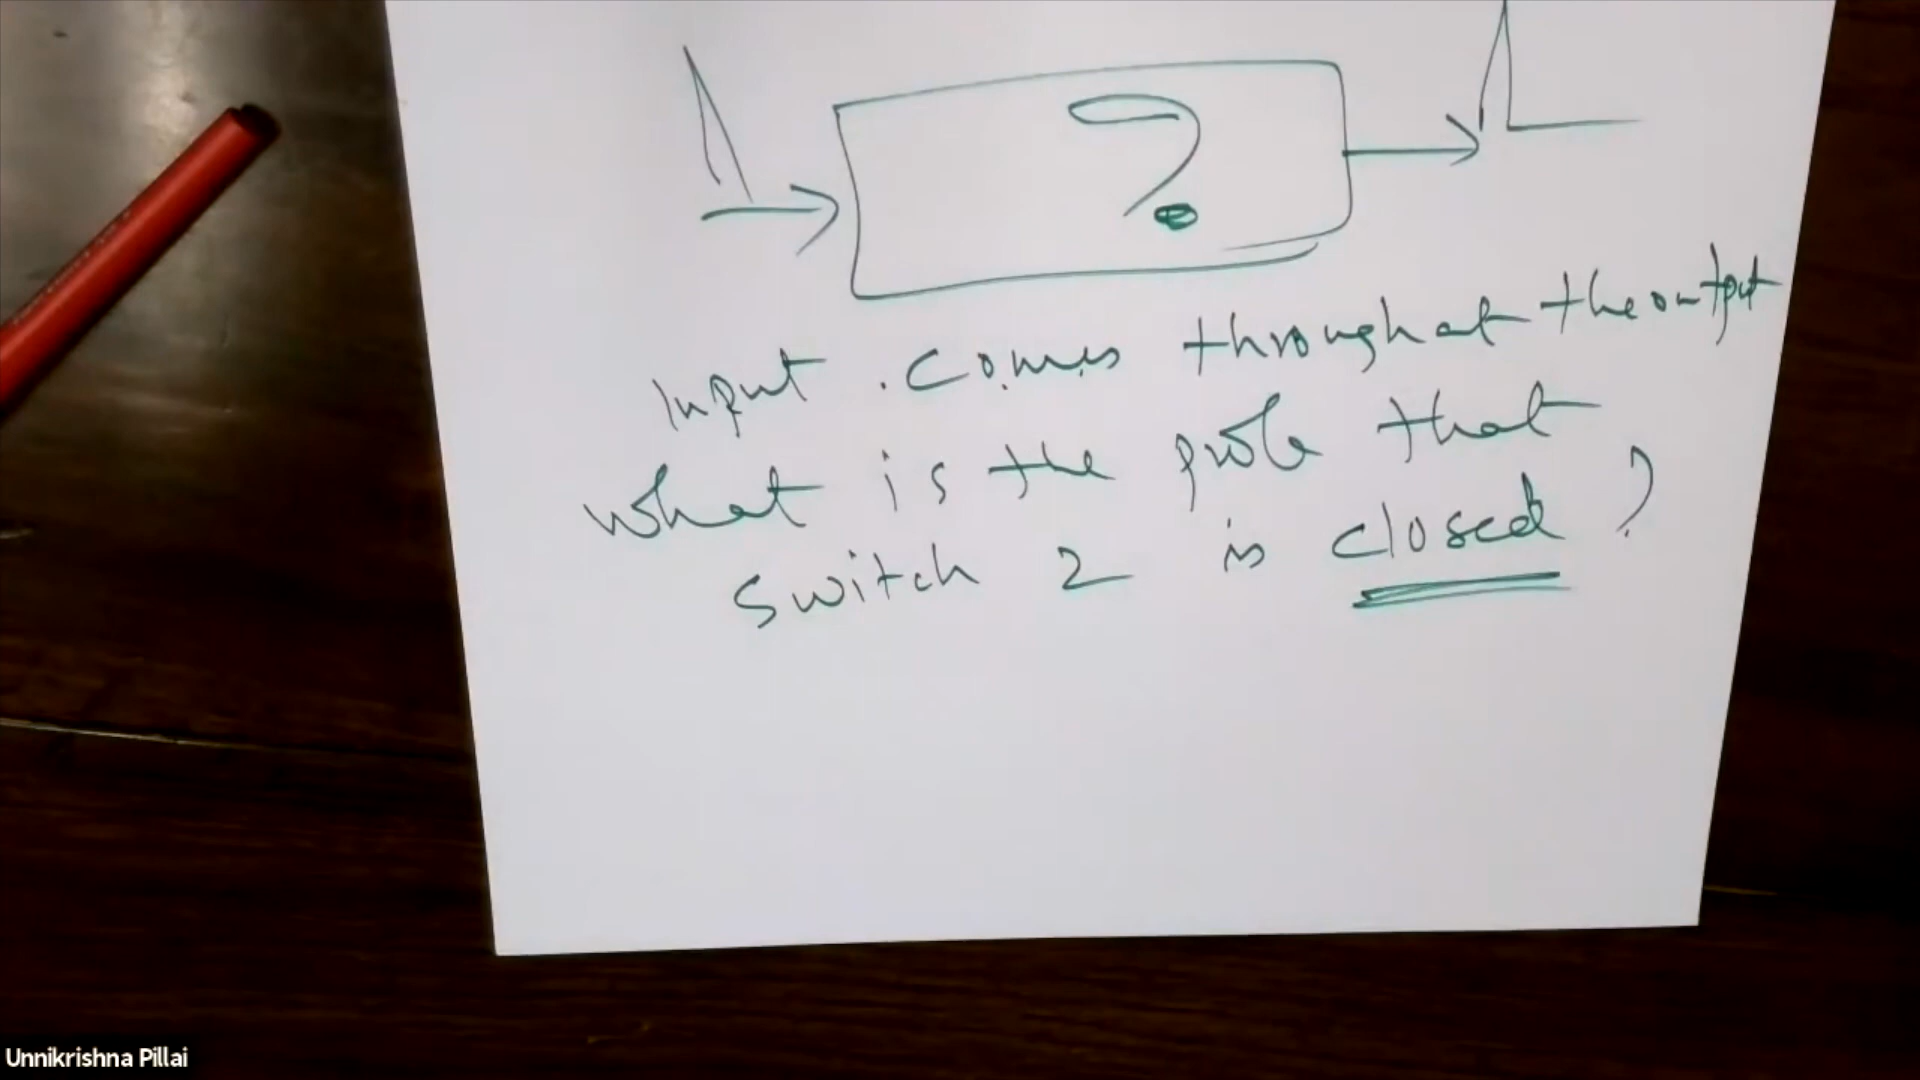 ?
Input comes through at the output
what is the prob that
switch 2 is closed ?
Unnikrishna Pillai